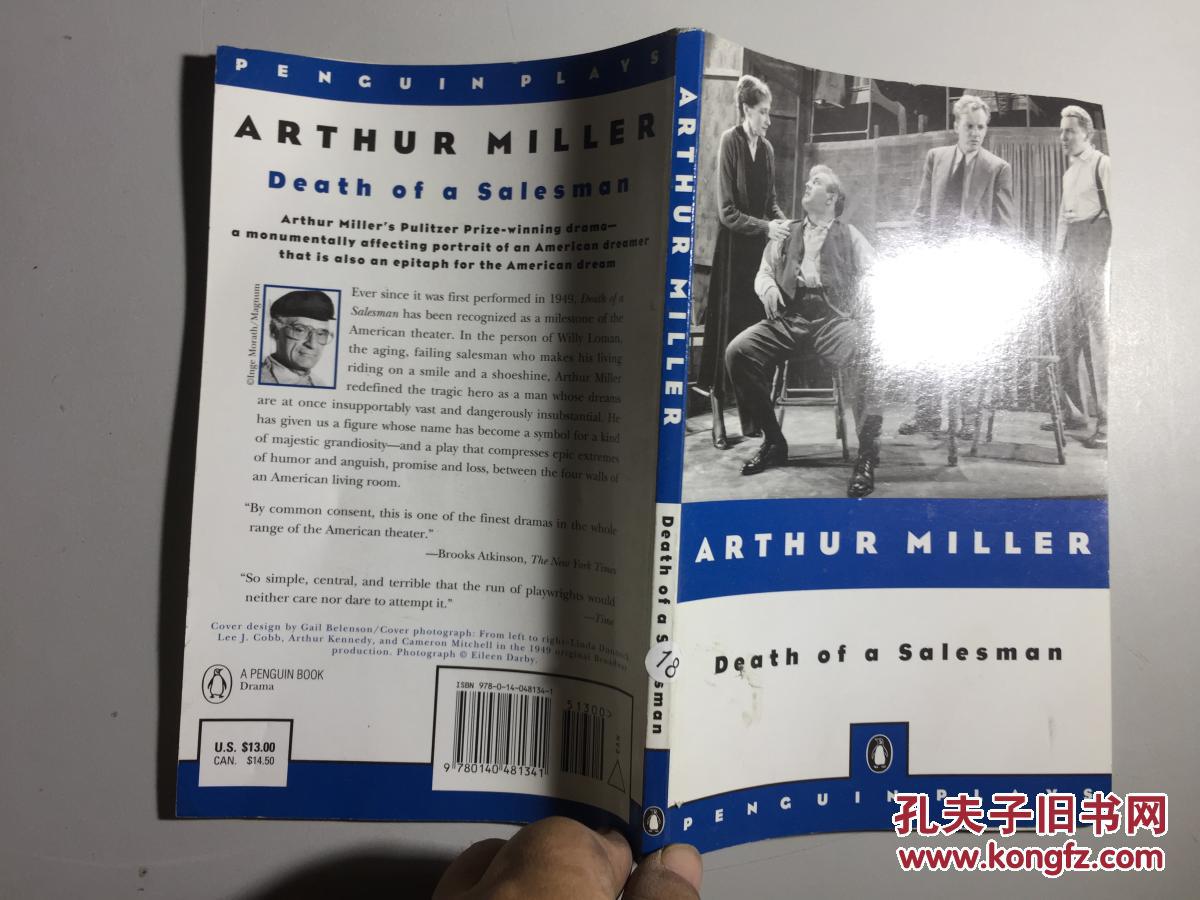 PENGUIN PLAYS
ARTHUR MILLER
Death of a Salesman
Arthur Miller's Pulitzer Prize-winning drama—
a monumentally affecting portrait of an American dreamer
that is also an epitaph for the American dream
©Inge Morath/Magnum
Ever since it was first performed in 1949, Death of a
Salesman has been recognized as a milestone of the
American theater. In the person of Willy Loman,
the aging, failing salesman who makes his living
riding on a smile and a shoeshine, Arthur Miller
redefined the tragic hero as a man whose dreams
are at once insupportably vast and dangerously insubstantial. He
has given us a figure whose name has become a symbol for a kind
of majestic grandiosity—and a play that compresses epic extremes
of humor and anguish, promise and loss, between the four walls of
an American living room.
"By common consent, this is one of the finest dramas in the whole
range of the American theater."
—Brooks Atkinson, The New York Times
"So simple, central, and terrible that the run of playwrights would
neither care nor dare to attempt it."
—Time
Cover design by Gail Belenson/Cover photograph: From left to right–Linda Dunnock,
Lee J. Cobb, Arthur Kennedy, and Cameron Mitchell in the 1949 original Broadway
production. Photograph © Eileen Darby.
A PENGUIN BOOK
Drama
U.S. $13.00
CAN. $14.50
ISBN 978-0-14-048134-1
51300>
9 780140 481341
CAN
ARTHUR MILLER
Death of a S
18
sman
ARTHUR MILLER
Death of a Salesman
PENGUIN PLAYS
孔夫子旧书网
www.kongfz.com